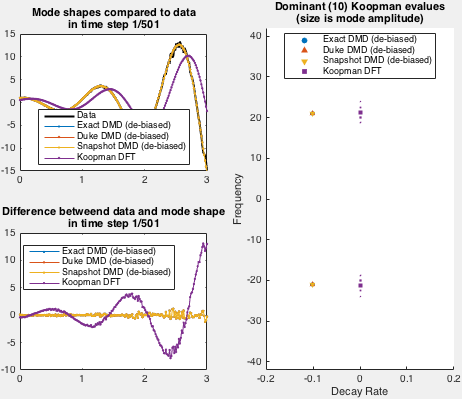 Mode shapes compared to data
in time step 1/501
15
10
5
0
-5
-10
-15
0
1
2
3
Data
Exact DMD (de-biased)
Duke DMD (de-biased)
Snapshot DMD (de-biased)
Koopman DFT
Difference betweend data and mode shape
in time step 1/501
15
10
5
0
-5
-10
0
1
2
3
Exact DMD (de-biased)
Duke DMD (de-biased)
Snapshot DMD (de-biased)
Koopman DFT
Dominant (10) Koopman evalues
(size is mode amplitude)
Exact DMD (de-biased)
Duke DMD (de-biased)
Snapshot DMD (de-biased)
Koopman DFT
Frequency
40
30
20
10
0
-10
-20
-30
-40
-0.2
-0.1
0
0.1
0.2
Decay Rate